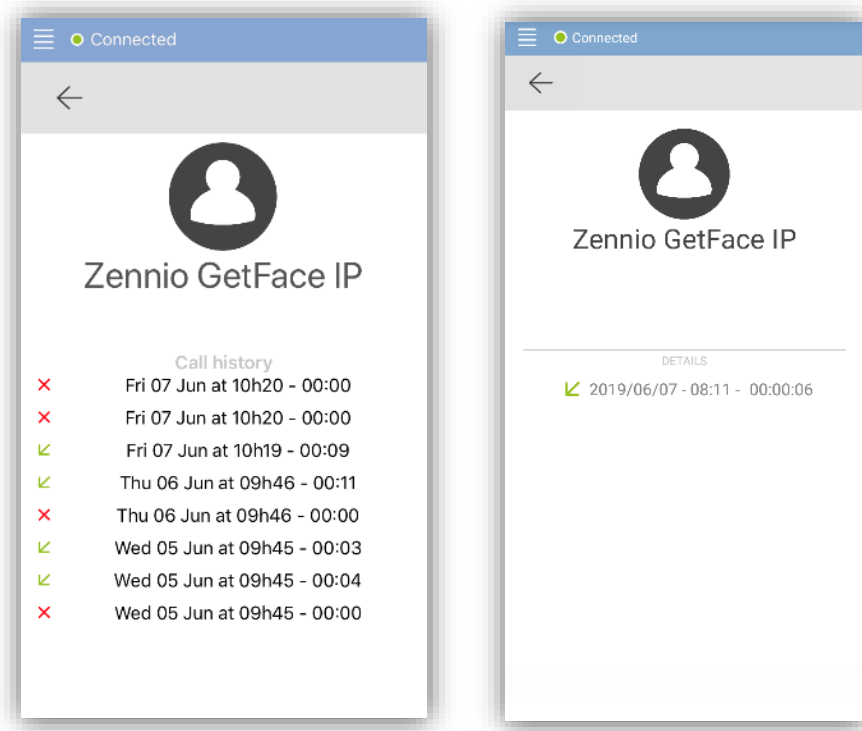 Connected
Zennio GetFace IP
Call history
Fri 07 Jun at 10h20 - 00:00
Fri 07 Jun at 10h20 - 00:00
Fri 07 Jun at 10h19 - 00:09
Thu 06 Jun at 09h46 - 00:11
Thu 06 Jun at 09h46 - 00:00
Wed 05 Jun at 09h45 - 00:03
Wed 05 Jun at 09h45 - 00:04
Wed 05 Jun at 09h45 - 00:00
Connected
Zennio GetFace IP
DETAILS
2019/06/07 - 08:11 - 00:00:06